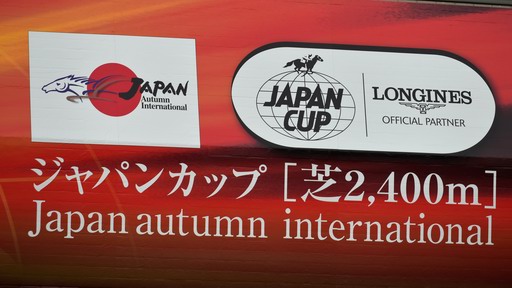 JAPAN
Autumn
International
JAPAN
CUP
LONGINES
OFFICIAL PARTNER
ジャパンカップ [芝2,400m]
Japan autumn international